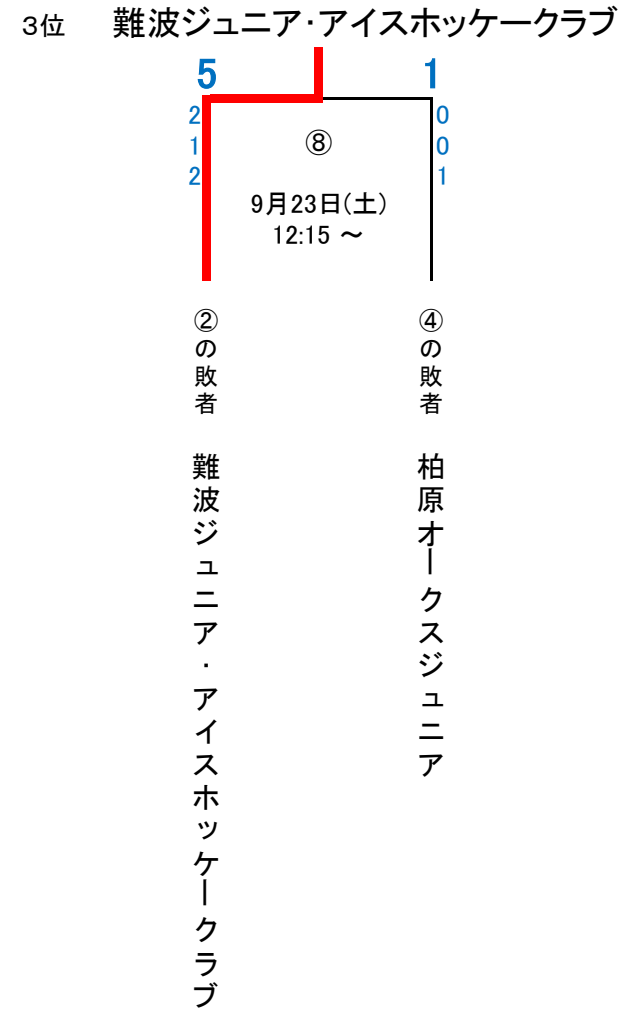 3位 難波ジュニア・アイスホッケークラブ
5 1
2 0
1 0
2 1
⑧
9月23日(土)
12:15 ～
②の敗者 難波ジュニア・アイスホッケークラブ
④の敗者 柏原オークスジュニア